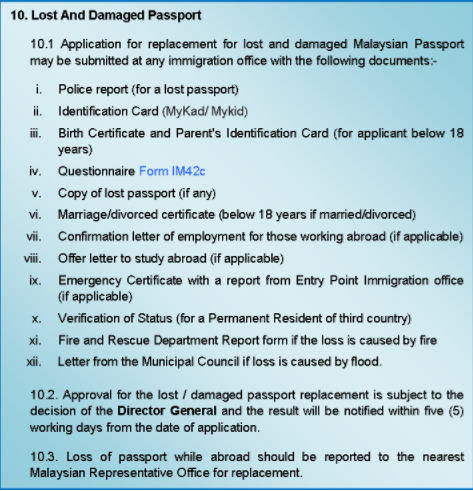 10. Lost And Damaged Passport
10.1 Application for replacement for lost and damaged Malaysian Passport
may be submitted at any immigration office with the following documents:-
i. Police report (for a lost passport)
ii. Identification Card (MyKad/ Mykid)
iii. Birth Certificate and Parent's Identification Card (for applicant below 18
years)
iv. Questionnaire Form IM42c
v. Copy of lost passport (if any)
vi. Marriage/divorced certificate (below 18 years if married/divorced)
vii. Confirmation letter of employment for those working abroad (if applicable)
viii. Offer letter to study abroad (if applicable)
ix. Emergency Certificate with a report from Entry Point Immigration office
(if applicable)
x. Verification of Status (for a Permanent Resident of third country)
xi. Fire and Rescue Department Report form if the loss is caused by fire
xii. Letter from the Municipal Council if loss is caused by flood.
10.2. Approval for the lost / damaged passport replacement is subject to the
decision of the Director General and the result will be notified within five (5)
working days from the date of application.
10.3. Loss of passport while abroad should be reported to the nearest
Malaysian Representative Office for replacement.